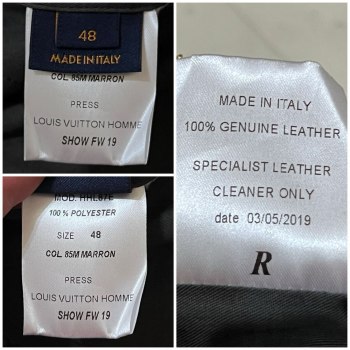 48
MADE IN ITALY
COL. 85M MARRON
PRESS
LOUIS VUITTON HOMME
SHOW FW 19
100% POLYESTER
SIZE 48
COL. 85M MARRON
PRESS
LOUIS VUITTON HOMME
SHOW FW 19
MADE IN ITALY
100% GENUINE LEATHER
SPECIALIST LEATHER
CLEANER ONLY
date 03/05/2019
R